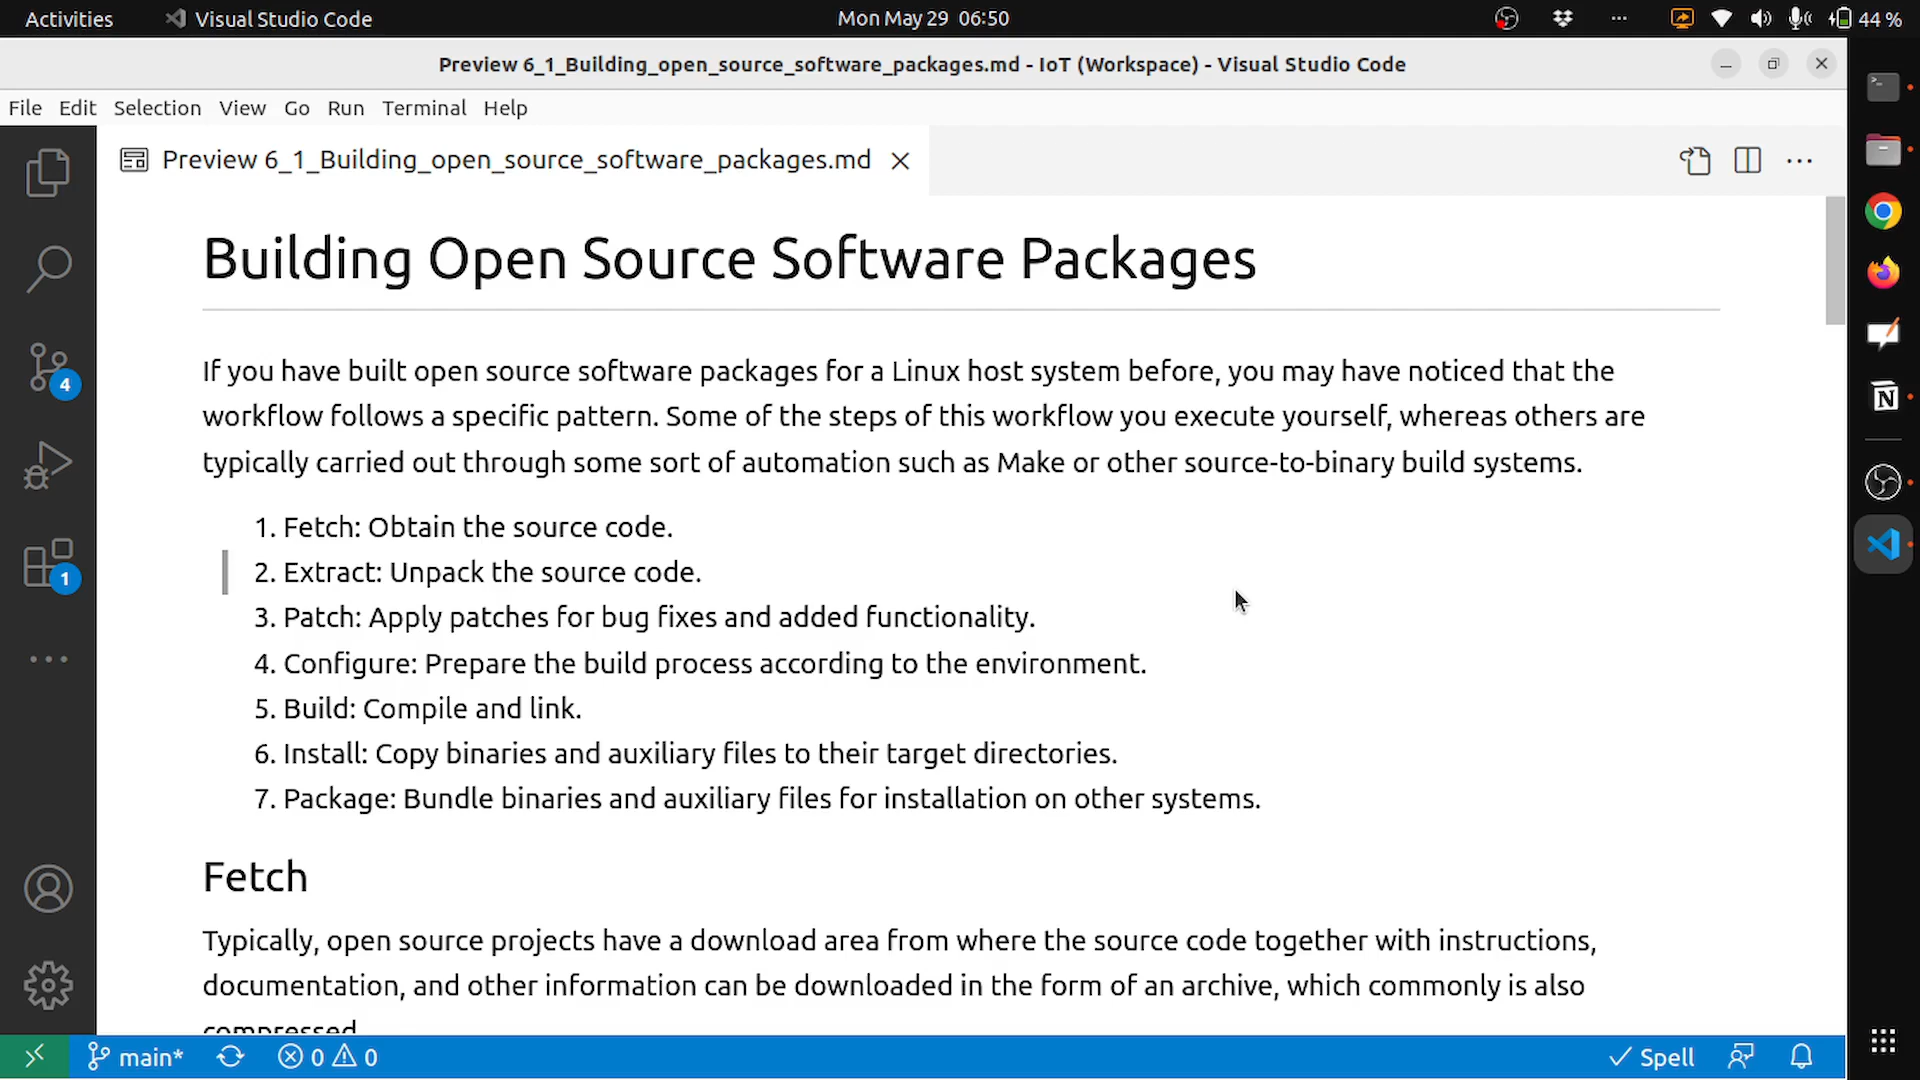 Activities Visual Studio Code Mon May 29 06:50 44 %
Preview 6_1_Building_open_source_software_packages.md - IoT (Workspace) - Visual Studio Code
File Edit Selection View Go Run Terminal Help
Preview 6_1_Building_open_source_software_packages.md
Building Open Source Software Packages
If you have built open source software packages for a Linux host system before, you may have noticed that the
workflow follows a specific pattern. Some of the steps of this workflow you execute yourself, whereas others are
typically carried out through some sort of automation such as Make or other source-to-binary build systems.
1. Fetch: Obtain the source code.
2. Extract: Unpack the source code.
3. Patch: Apply patches for bug fixes and added functionality.
4. Configure: Prepare the build process according to the environment.
5. Build: Compile and link.
6. Install: Copy binaries and auxiliary files to their target directories.
7. Package: Bundle binaries and auxiliary files for installation on other systems.
Fetch
Typically, open source projects have a download area from where the source code together with instructions,
documentation, and other information can be downloaded in the form of an archive, which commonly is also
compressed.
4
1
main* 0 0 Spell